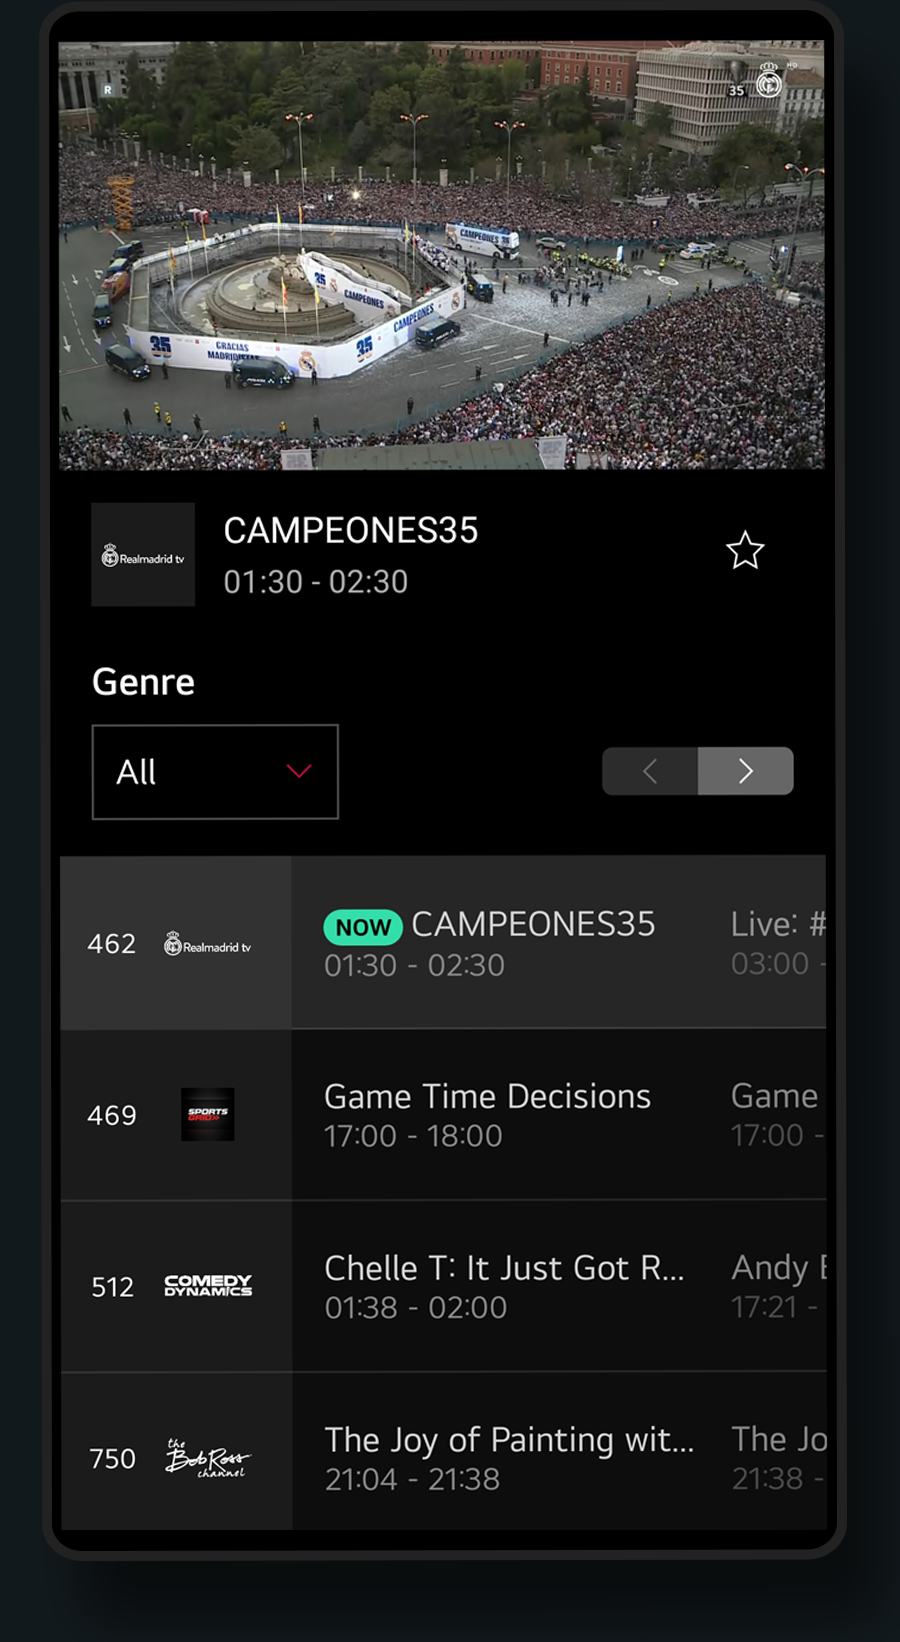 R
35
HD
CAMPEONES 35
35
CAMPEONES
CAMPEONES
35
GRACIAS
MADRIDISTAS
35
Realmadrid tv
CAMPEONES35
01:30 - 02:30
Genre
All
462
Realmadrid tv
NOW CAMPEONES35
01:30 - 02:30
Live: #
03:00 -
469
SPORTS
GRID
Game Time Decisions
17:00 - 18:00
Game
17:00 -
512
COMEDY
DYNAMICS
Chelle T: It Just Got R...
01:38 - 02:00
Andy
17:21 -
750
the
Bob Ross
channel
The Joy of Painting wit...
21:04 - 21:38
The Jo
21:38 -